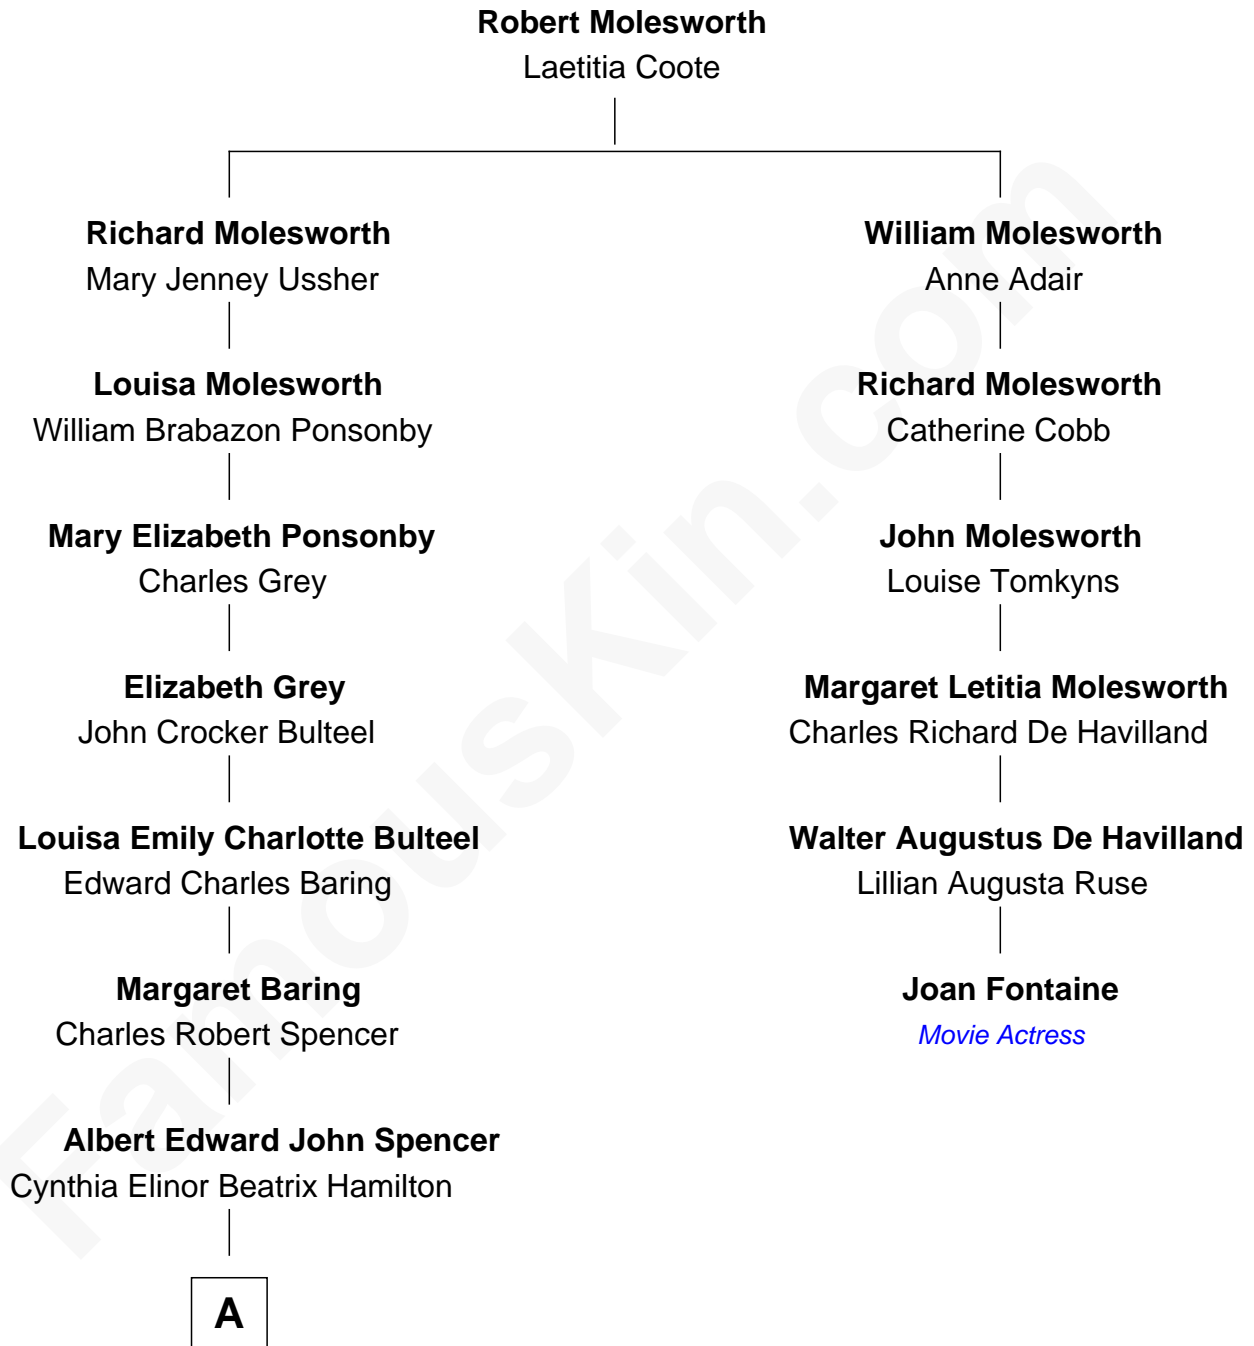 Robert Molesworth
Laetitia Coote
Richard Molesworth
Mary Jenney Ussher
Louisa Molesworth
William Brabazon Ponsonby
Mary Elizabeth Ponsonby
Charles Grey
Elizabeth Grey
John Crocker Bulteel
Louisa Emily Charlotte Bulteel
Edward Charles Baring
Margaret Baring
Charles Robert Spencer
Albert Edward John Spencer
Cynthia Elinor Beatrix Hamilton
A
William Molesworth
Anne Adair
Richard Molesworth
Catherine Cobb
John Molesworth
Louise Tomkyns
Margaret Letitia Molesworth
Charles Richard De Havilland
Walter Augustus De Havilland
Lillian Augusta Ruse
Joan Fontaine
Movie Actress
FamousKin.com